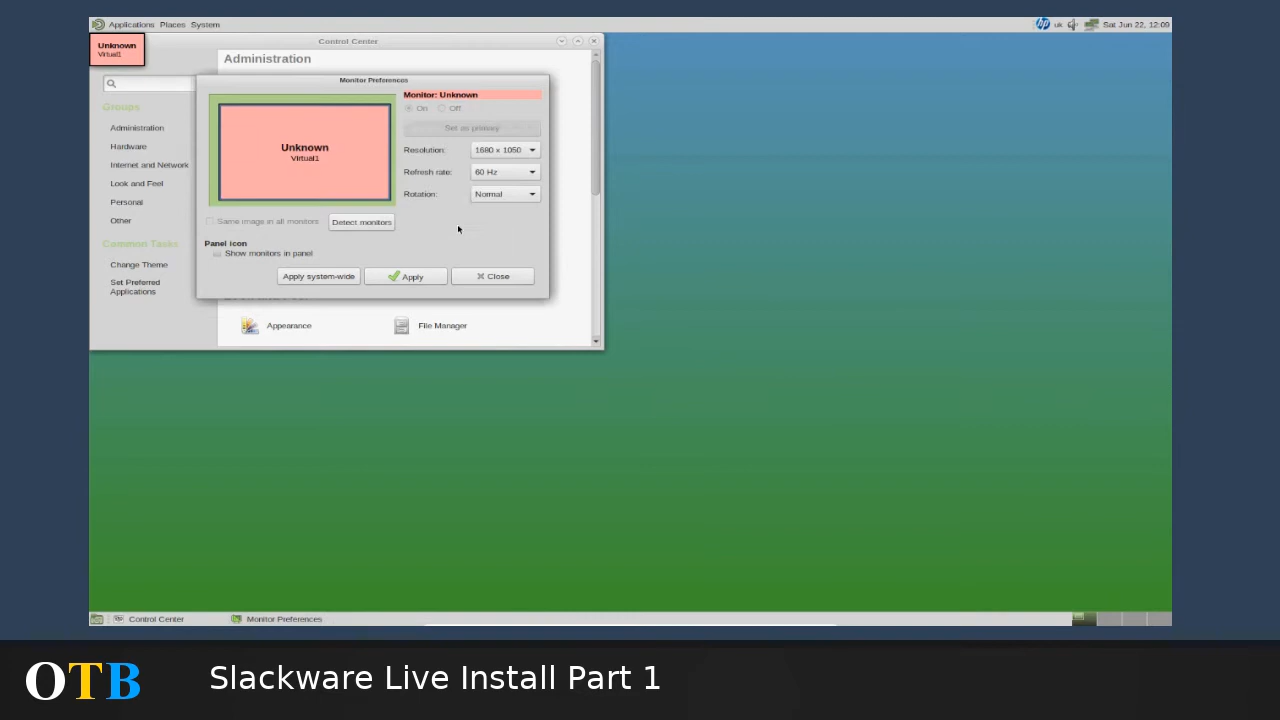 Applications Places System
uk
Sat Jun 22, 12:09
Unknown
Virtual1
Control Center
Administration
Monitor Preferences
Monitor: Unknown
On Off
Set as primary
Unknown
Virtual1
Resolution: 1680 x 1050
Refresh rate: 60 Hz
Rotation: Normal
Same image in all monitors
Detect monitors
Panel icon
Show monitors in panel
Apply system-wide
Apply
Close
Groups
Administration
Hardware
Internet and Network
Look and Feel
Personal
Other
Common Tasks
Change Theme
Set Preferred
Applications
Appearance
File Manager
Control Center
Monitor Preferences
OTB
Slackware Live Install Part 1